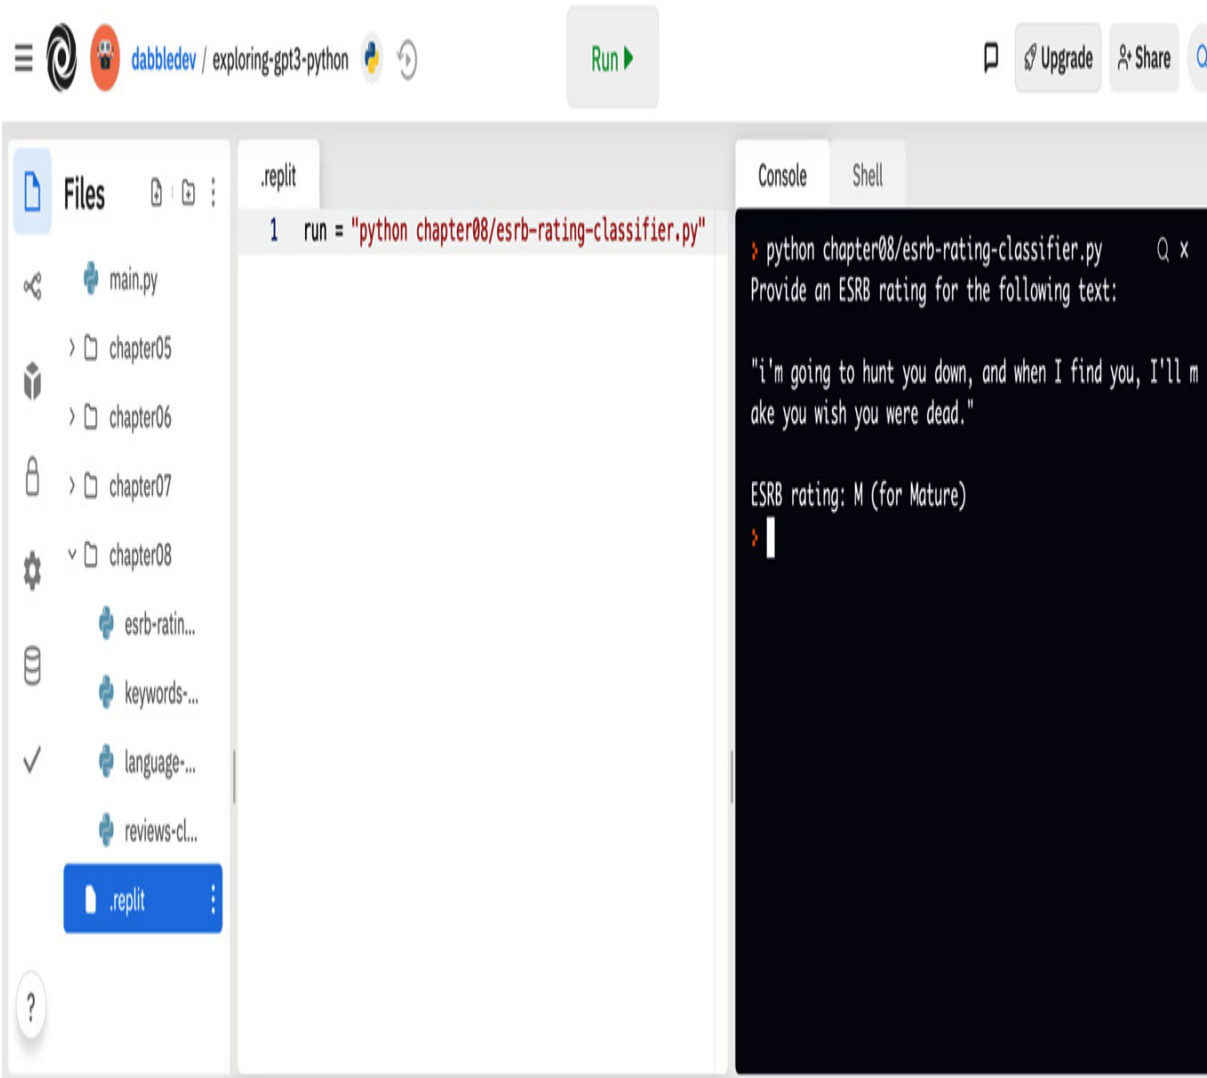 dabbledev / exploring-gpt3-python
Run
Upgrade
Share
Files
main.py
chapter05
chapter06
chapter07
chapter08
esrb-ratin...
keywords-...
language-...
reviews-cl...
.replit
?
.replit
1 run = "python chapter08/esrb-rating-classifier.py"
Console Shell
> python chapter08/esrb-rating-classifier.py
Provide an ESRB rating for the following text:
"i'm going to hunt you down, and when I find you, I'll m
ake you wish you were dead."
ESRB rating: M (for Mature)
>